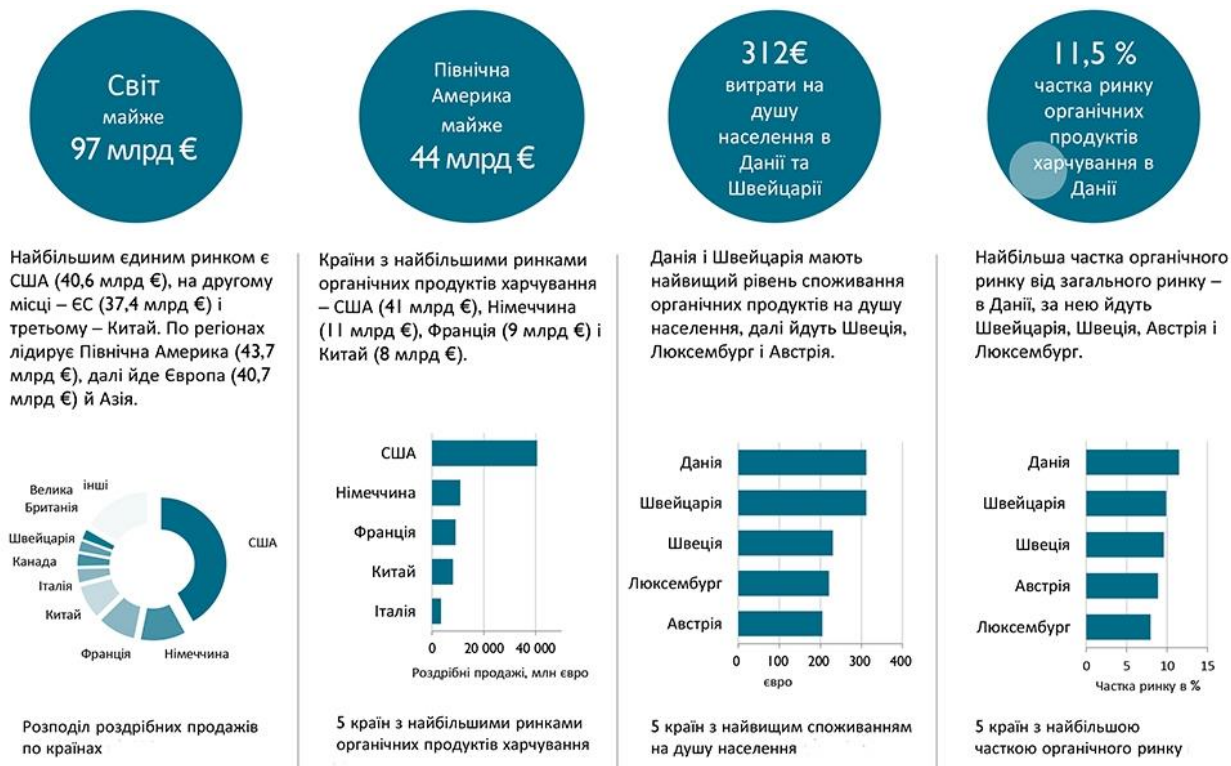 Світ
майже
97 млрд €
Північна
Америка
майже
44 млрд €
312€
витрати на
душу
населення в
Данії та
Швейцарії
11,5 %
частка ринку
органічних
продуктів
харчування в
Данії
Найбільшим єдиним ринком є
США (40,6 млрд €), на другому
місці – ЄС (37,4 млрд €) і
третьому – Китай. По регіонах
лідирує Північна Америка (43,7
млрд €), далі йде Європа (40,7
млрд €) й Азія.
Країни з найбільшими ринками
органічних продуктів харчування
– США (41 млрд €), Німеччина
(11 млрд €), Франція (9 млрд €) і
Китай (8 млрд €).
Данія і Швейцарія мають
найвищий рівень споживання
органічних продуктів на душу
населення, далі йдуть Швеція,
Люксембург і Австрія.
Найбільша частка органічного
ринку від загального ринку –
в Данії, за нею йдуть
Швейцарія, Швеція, Австрія і
Люксембург.
інші
Велика
Британія
Швейцарія
Канада
Італія
Китай
Франція
Німеччина
США
США
Німеччина
Франція
Китай
Італія
0 20 000 40 000
Роздрібні продажі, млн євро
Данія
Швейцарія
Швеція
Люксембург
Австрія
0 100 200 300 400
євро
Данія
Швейцарія
Швеція
Австрія
Люксембург
0 5 10 15
Частка ринку в %
Розподіл роздрібних продажів
по країнах
5 країн з найбільшими ринками
органічних продуктів харчування
5 країн з найвищим споживанням
на душу населення
5 країн з найбільшою
часткою органічного ринку